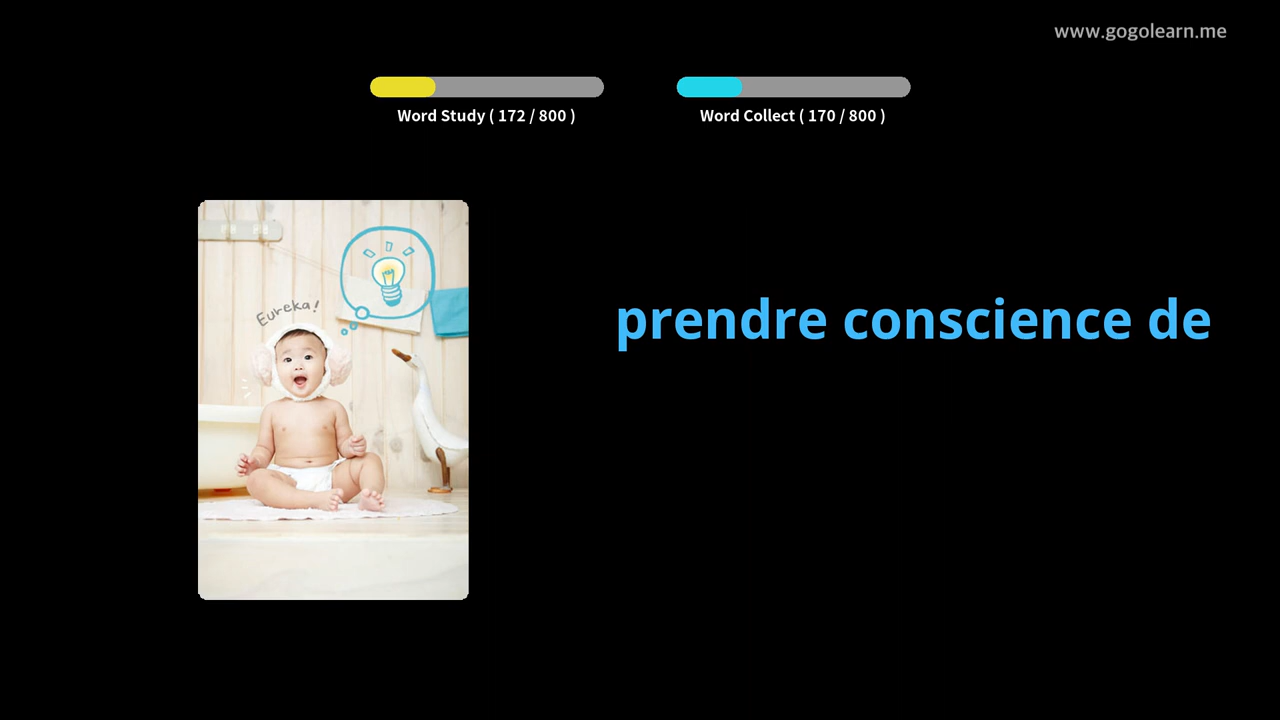 www.gogolearn.me
Word Study ( 172 / 800 )
Word Collect ( 170 / 800 )
Eureka!
prendre conscience de